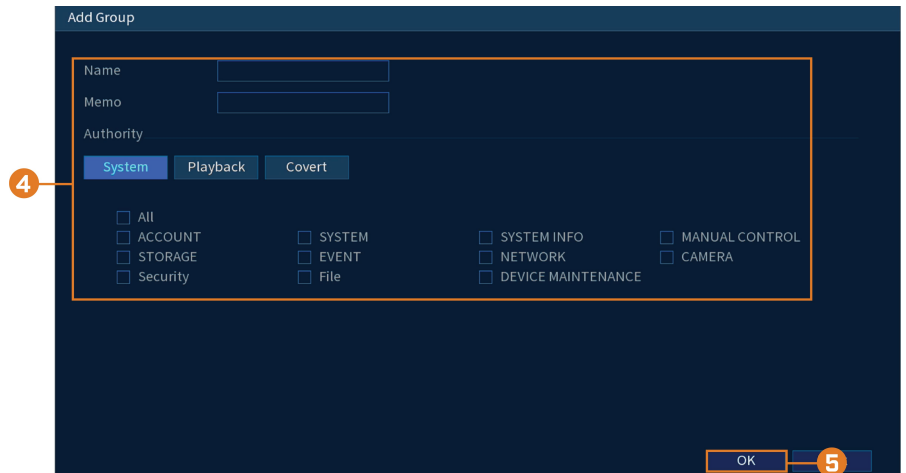 Add Group
Name
Memo
Authority
System Playback Covert
4
All
ACCOUNT SYSTEM SYSTEM INFO MANUAL CONTROL
STORAGE EVENT NETWORK CAMERA
Security File DEVICE MAINTENANCE
OK
5